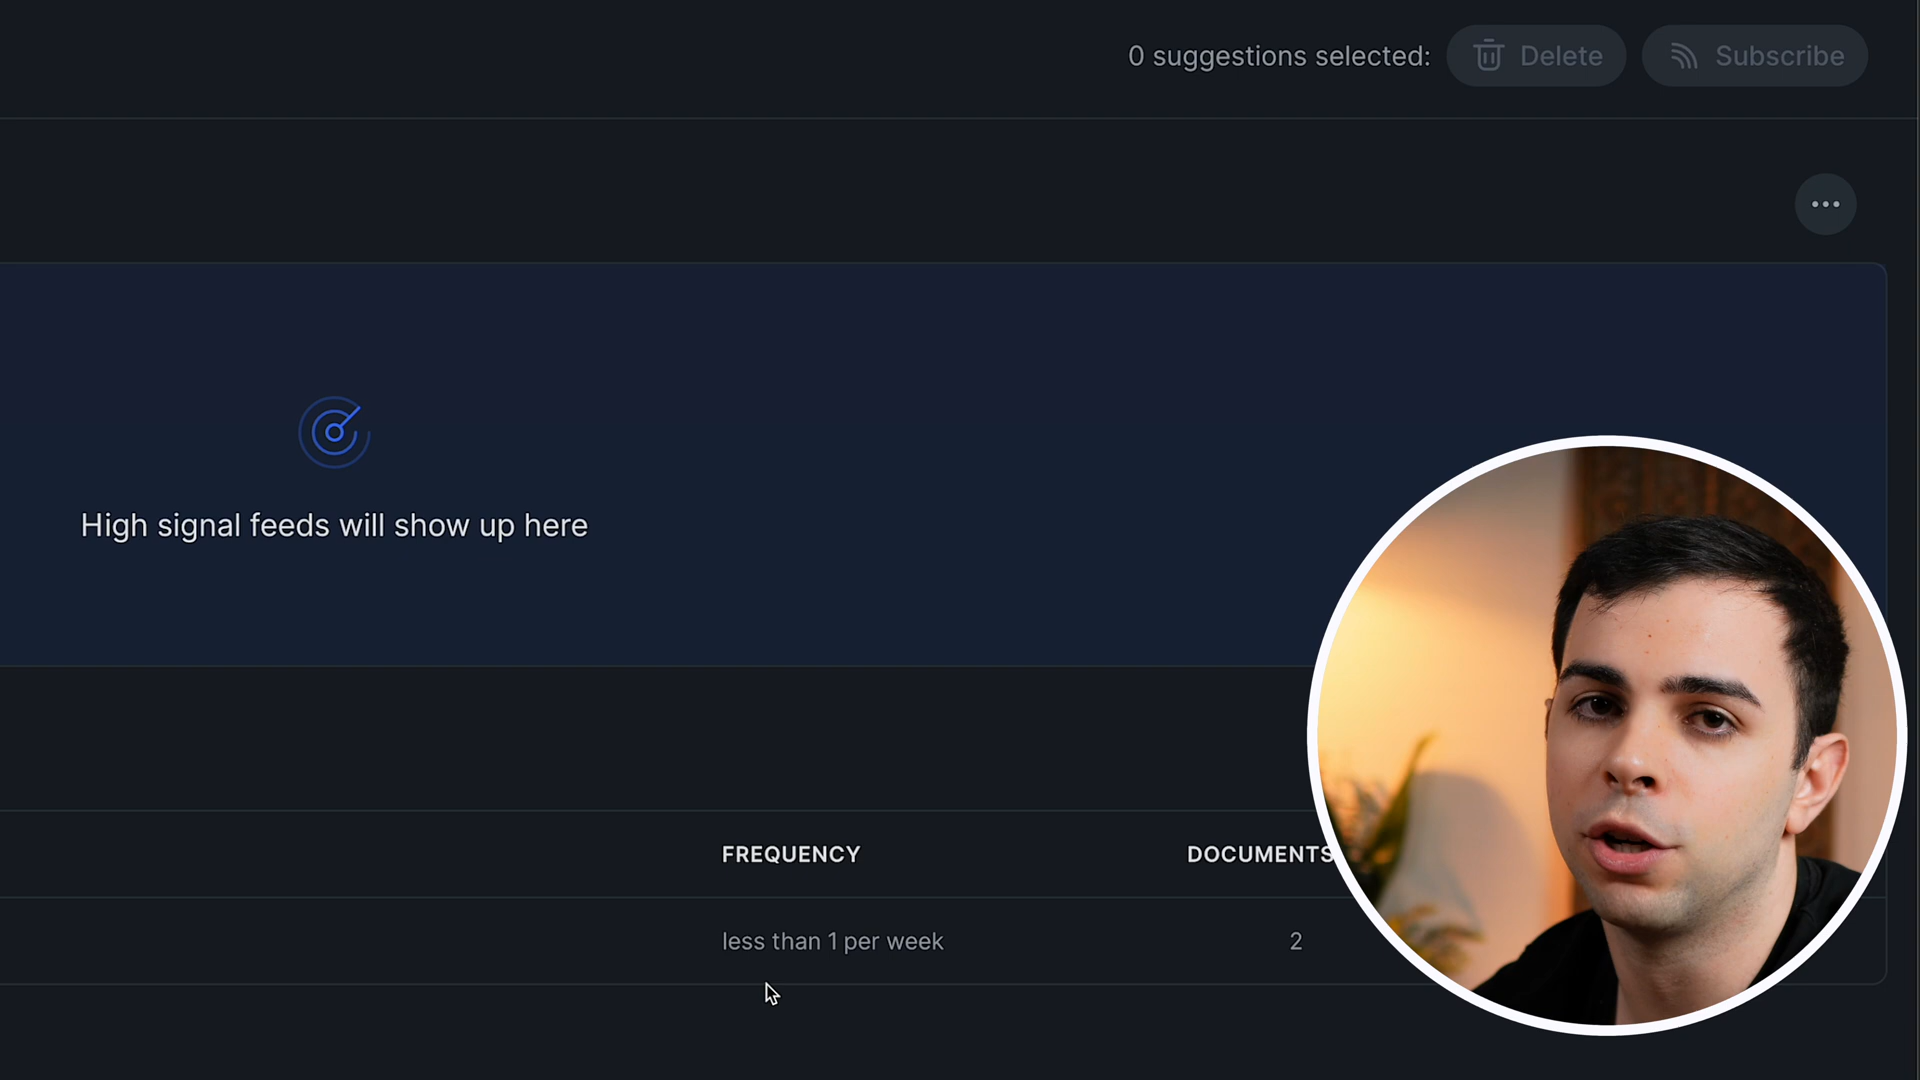 0 suggestions selected:
Delete
Subscribe
High signal feeds will show up here
FREQUENCY
DOCUMENTS
less than 1 per week
2